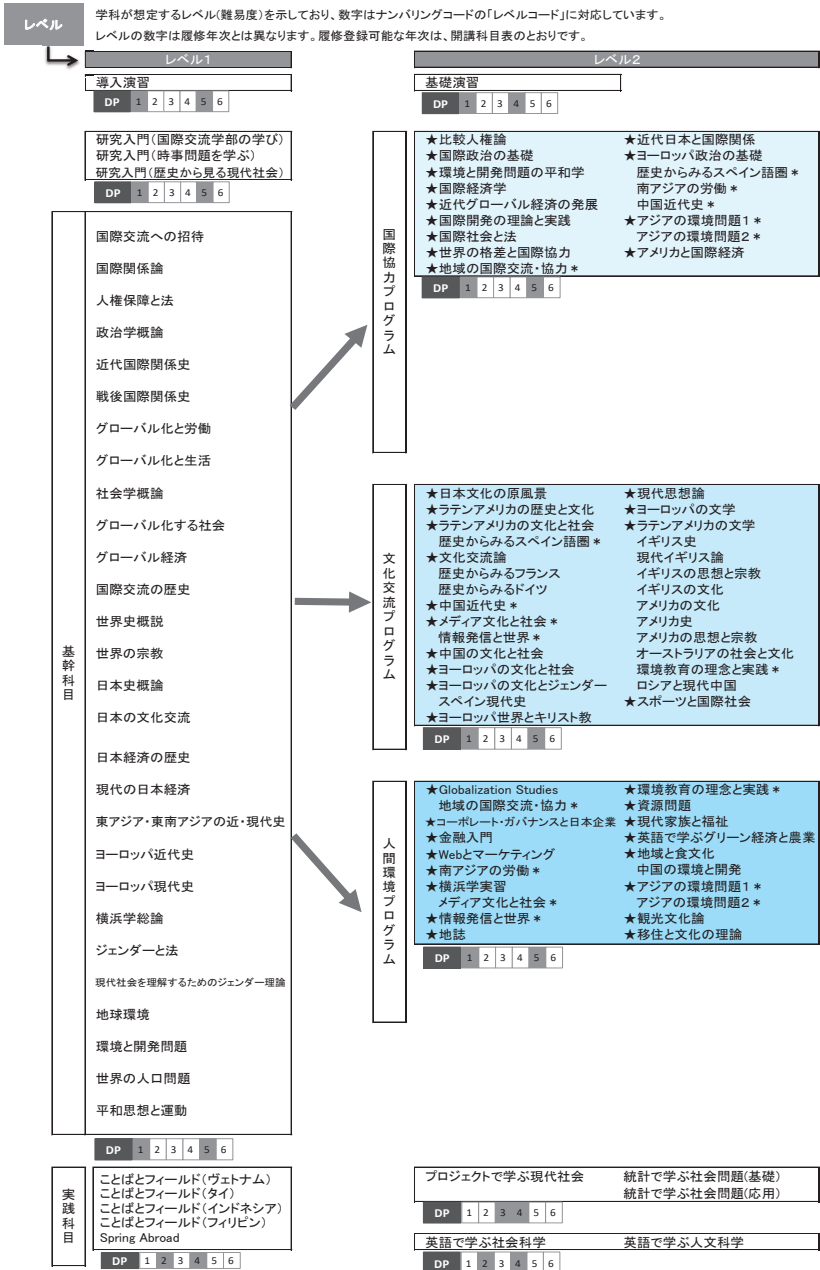 レベル
学科が想定するレベル(難易度)を示しており、数字はナンバリングコードの「レベルコード」に対応しています。
レベルの数字は履修年次とは異なります。履修登録可能な年次は、開講科目表のとおりです。
レベル1
導入演習
DP 1 2 3 4 5 6
研究入門(国際交流学部の学び)
研究入門(時事問題を学ぶ)
研究入門(歴史から見る現代社会)
DP 1 2 3 4 5 6
基幹科目
国際交流への招待
国際関係論
人権保障と法
政治学概論
近代国際関係史
戦後国際関係史
グローバル化と労働
グローバル化と生活
社会学概論
グローバル化する社会
グローバル経済
国際交流の歴史
世界史概説
世界の宗教
日本史概論
日本の文化交流
日本経済の歴史
現代の日本経済
東アジア・東南アジアの近・現代史
ヨーロッパ近代史
ヨーロッパ現代史
横浜学総論
ジェンダーと法
現代社会を理解するためのジェンダー理論
地球環境
環境と開発問題
世界の人口問題
平和思想と運動
DP 1 2 3 4 5 6
実践科目
ことばとフィールド(ヴェトナム)
ことばとフィールド(タイ)
ことばとフィールド(インドネシア)
ことばとフィールド(フィリピン)
Spring Abroad
DP 1 2 3 4 5 6
レベル2
基礎演習
DP 1 2 3 4 5 6
国際協力プログラム
★比較人権論
★国際政治の基礎
★環境と開発問題の平和学
★国際経済学
★近代グローバル経済の発展
★国際開発の理論と実践
★国際社会と法
★世界の格差と国際協力
★地域の国際交流・協力*
★近代日本と国際関係
★ヨーロッパ政治の基礎
歴史からみるスペイン語圏*
南アジアの労働*
中国近代史*
★アジアの環境問題1*
アジアの環境問題2*
★アメリカと国際経済
DP 1 2 3 4 5 6
文化交流プログラム
★日本文化の原風景
★ラテンアメリカの歴史と文化
★ラテンアメリカの文化と社会
歴史からみるスペイン語圏*
★文化交流論
歴史からみるフランス
歴史からみるドイツ
★中国近代史*
★メディア文化と社会*
情報発信と世界*
★中国の文化と社会
★ヨーロッパの文化と社会
★ヨーロッパの文化とジェンダー
スペイン現代史
★ヨーロッパ世界とキリスト教
★現代思想論
★ヨーロッパの文学
★ラテンアメリカの文学
イギリス史
現代イギリス論
イギリスの思想と宗教
イギリスの文化
アメリカの文化
アメリカ史
アメリカの思想と宗教
オーストラリアの社会と文化
環境教育の理念と実践*
ロシアと現代中国
★スポーツと国際社会
DP 1 2 3 4 5 6
人間環境プログラム
★Globalization Studies
地域の国際交流・協力*
★コーポレート・ガバナンスと日本企業
★金融入門
★Webとマーケティング
★南アジアの労働*
★横浜学実習
メディア文化と社会*
★情報発信と世界*
★地誌
★環境教育の理念と実践*
★資源問題
★現代家族と福祉
★英語で学ぶグリーン経済と農業
★地域と食文化
中国の環境と開発
★アジアの環境問題1*
アジアの環境問題2*
★観光文化論
★移住と文化の理論
DP 1 2 3 4 5 6
プロジェクトで学ぶ現代社会
統計で学ぶ社会問題(基礎)
統計で学ぶ社会問題(応用)
DP 1 2 3 4 5 6
英語で学ぶ社会科学
英語で学ぶ人文科学
DP 1 2 3 4 5 6